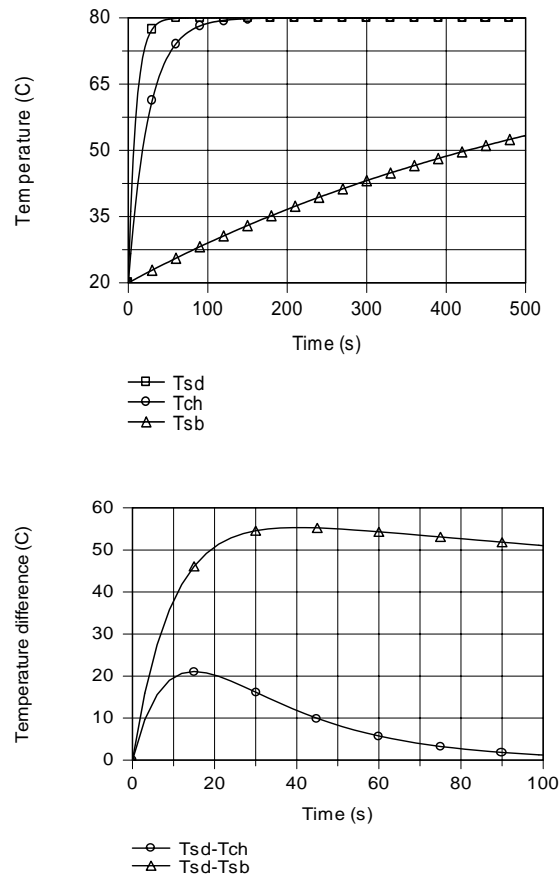 80
65
50
35
20
Temperature (C)
0 100 200 300 400 500
Time (s)
Tsd
Tch
Tsb
60
50
40
30
20
10
0
Temperature difference (C)
0 20 40 60 80 100
Time (s)
Tsd-Tch
Tsd-Tsb